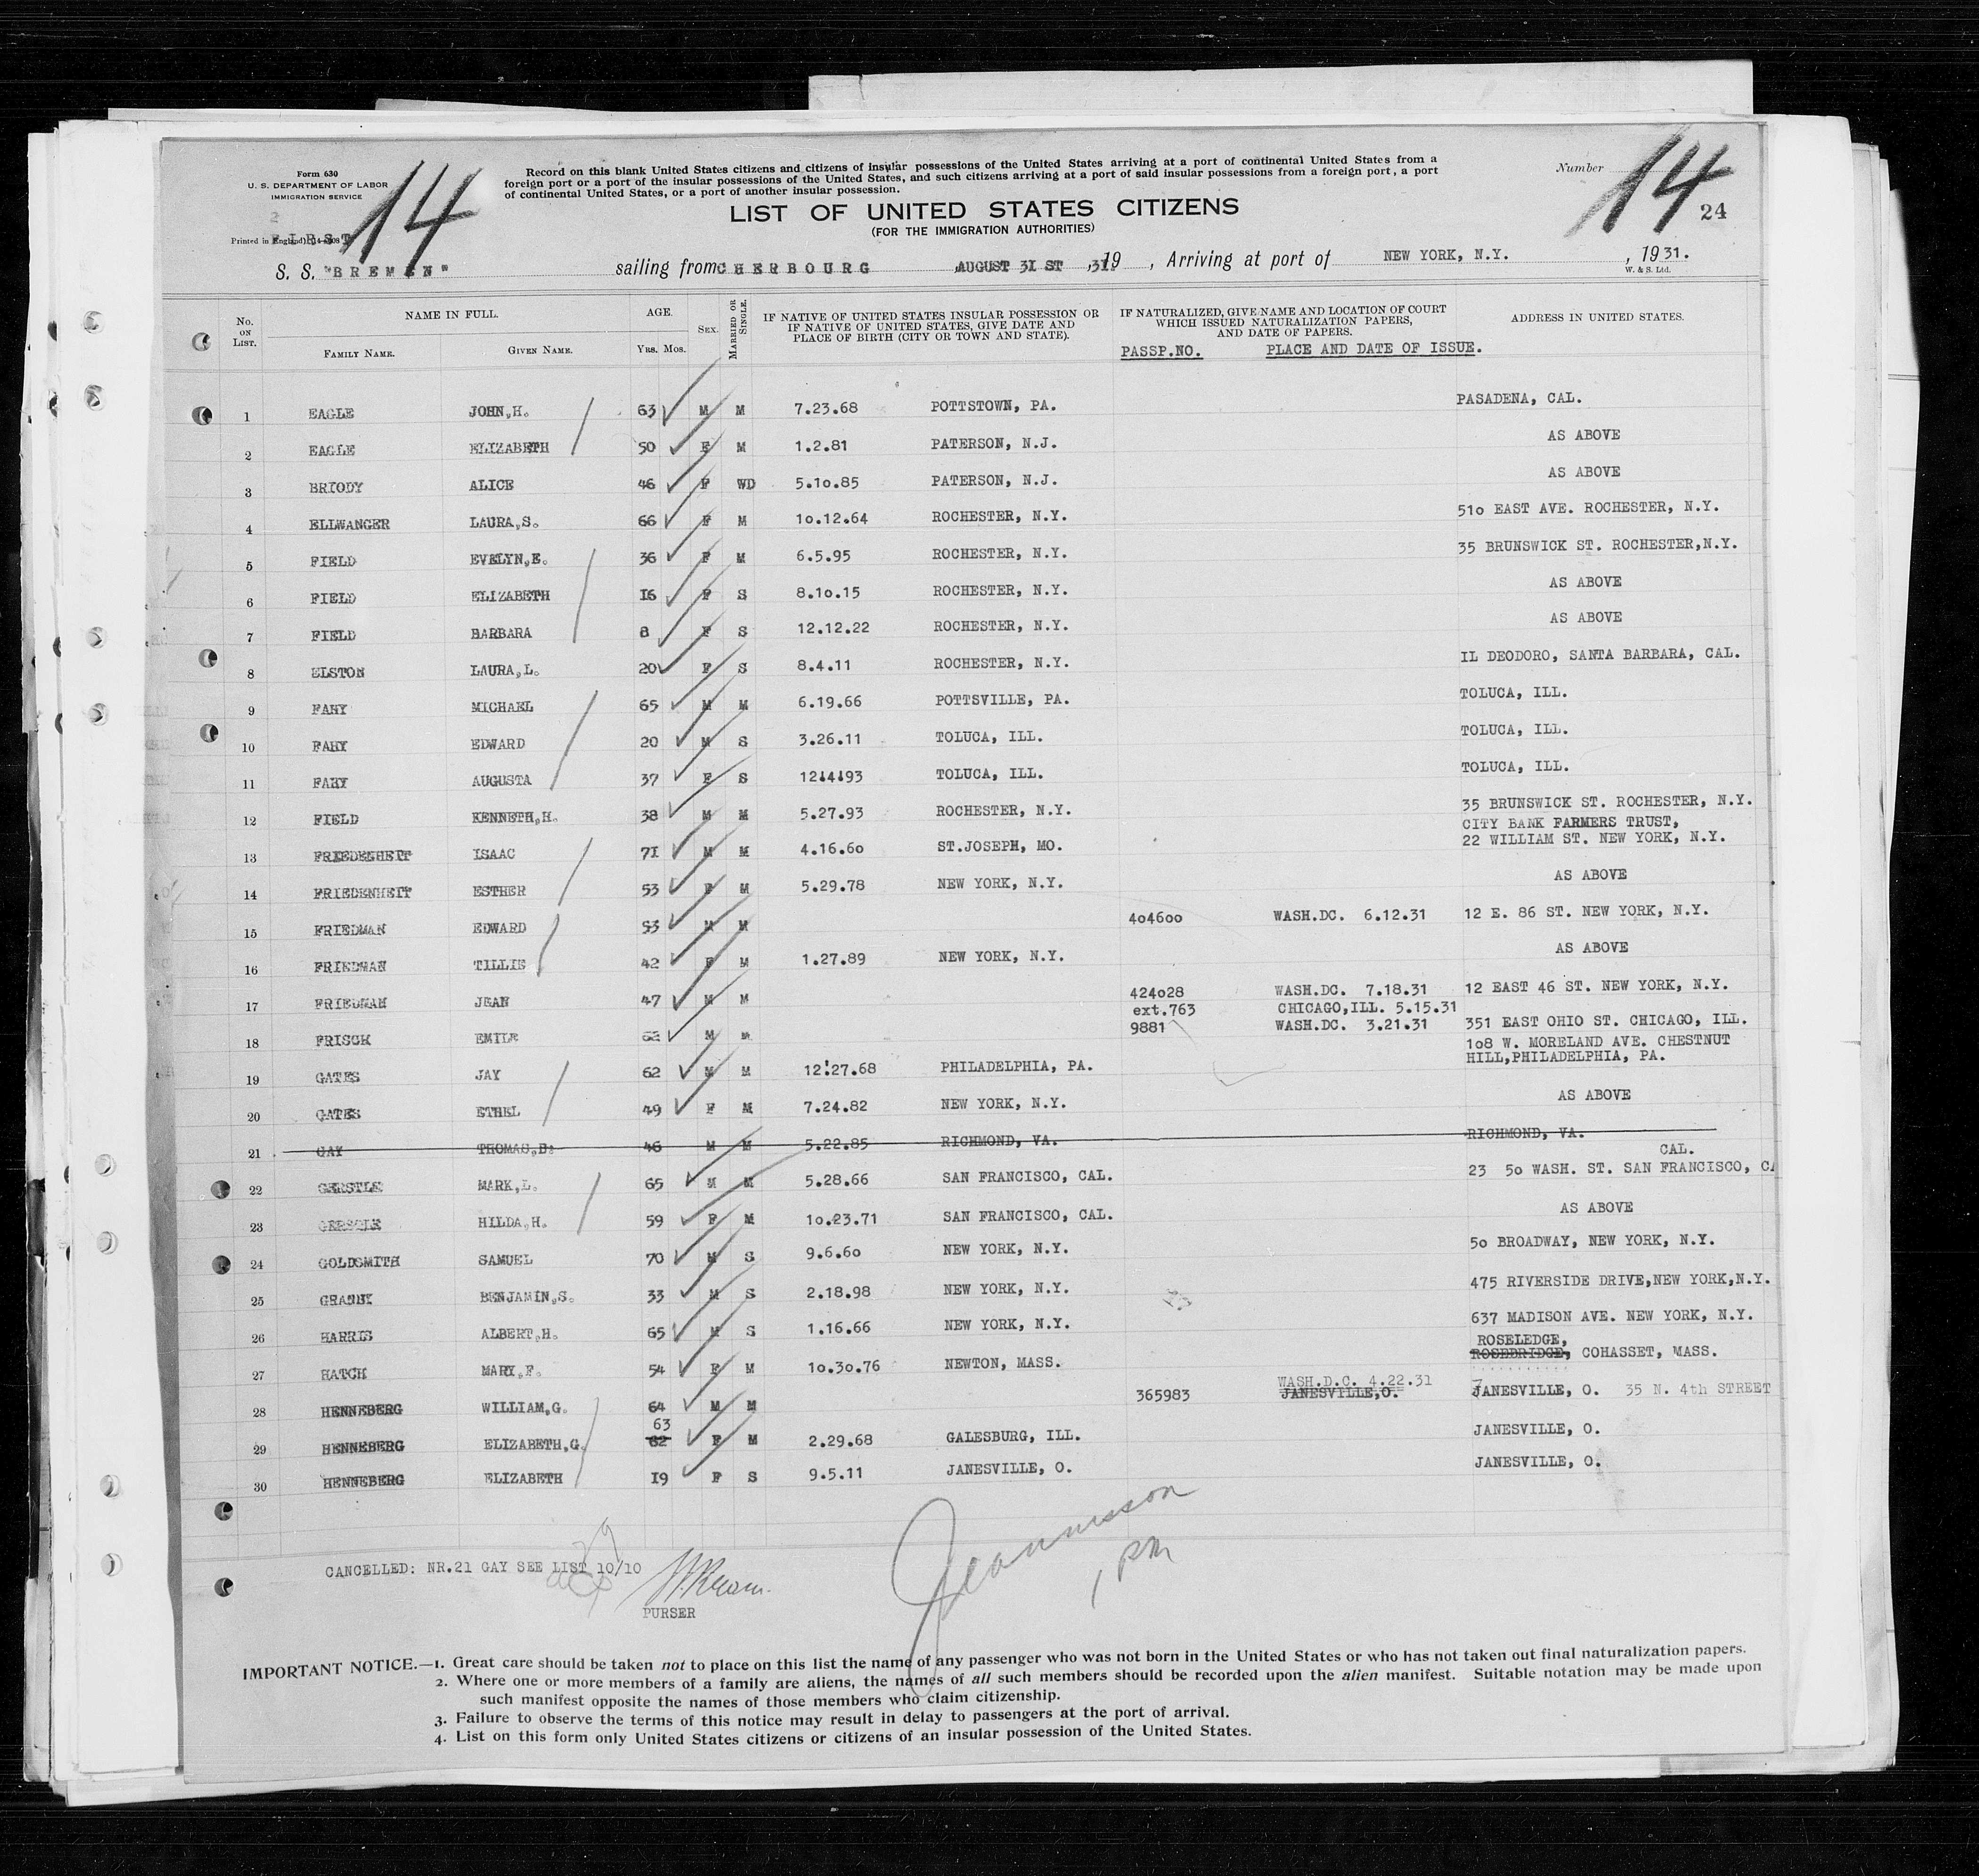 Form 630
U. S. DEPARTMENT OF LABOR
IMMIGRATION SERVICE
2
FIRST
Printed in England)
14
Record on this blank United States citizens and citizens of insular possessions of the United States arriving at a port of continental United States from a
foreign port or a port of the insular possessions of the United States, and such citizens arriving at a port of said insular possessions from a foreign port, a port
of continental United States, or a port of another insular possession.
Number 14
24
LIST OF UNITED STATES CITIZENS
(FOR THE IMMIGRATION AUTHORITIES)
S. S. "BREMEN" sailing from CHERBOURG AUGUST 3I ST ,31 19 , Arriving at port of NEW YORK, N.Y. , 1931.
W. & S. Ltd.
No. ON LIST. NAME IN FULL. FAMILY NAME. GIVEN NAME. AGE. YRS. MOS. SEX. MARRIED OR SINGLE. IF NATIVE OF UNITED STATES INSULAR POSSESSION OR IF NATIVE OF UNITED STATES, GIVE DATE AND PLACE OF BIRTH (CITY OR TOWN AND STATE). IF NATURALIZED, GIVE NAME AND LOCATION OF COURT WHICH ISSUED NATURALIZATION PAPERS, AND DATE OF PAPERS. ADDRESS IN UNITED STATES.
PASSP.NO. PLACE AND DATE OF ISSUE.
1 EAGLE JOHN,H. 63 M M 7.23.68 POTTSTOWN, PA. PASADENA, CAL.
2 EAGLE ELIZABETH 50 F M 1.2.81 PATERSON, N.J. AS ABOVE
3 BRIODY ALICE 46 F WD 5.10.85 PATERSON, N.J. AS ABOVE
4 ELLWANGER LAURA,S. 66 F M 10.12.64 ROCHESTER, N.Y. 510 EAST AVE. ROCHESTER, N.Y.
5 FIELD EVELYN,E. 36 F M 6.5.95 ROCHESTER, N.Y. 35 BRUNSWICK ST. ROCHESTER,N.Y.
6 FIELD ELIZABETH I6 F S 8.10.15 ROCHESTER, N.Y. AS ABOVE
7 FIELD BARBARA 8 F S 12.12.22 ROCHESTER, N.Y. AS ABOVE
8 ELSTON LAURA,L. 20 F S 8.4.11 ROCHESTER, N.Y. IL DEODORO, SANTA BARBARA, CAL.
9 FAHY MICHAEL 65 M M 6.19.66 POTTSVILLE, PA. TOLUCA, ILL.
10 FAHY EDWARD 20 M S 3.26.11 TOLUCA, ILL. TOLUCA, ILL.
11 FAHY AUGUSTA 37 F S 12.4.93 TOLUCA, ILL. TOLUCA, ILL.
12 FIELD KENNETH,H. 38 M M 5.27.93 ROCHESTER, N.Y. 35 BRUNSWICK ST. ROCHESTER, N.Y.
CITY BANK FARMERS TRUST,
13 FRIEDENHEIT ISAAC 7I M M 4.16.60 ST.JOSEPH, MO. 22 WILLIAM ST. NEW YORK, N.Y.
14 FRIEDENHEIT ESTHER 53 F M 5.29.78 NEW YORK, N.Y. AS ABOVE
15 FRIEDMAN EDWARD 53 M M 404600 WASH.DC. 6.12.31 12 E. 86 ST. NEW YORK, N.Y.
16 FRIEDMAN TILLIE 42 F M 1.27.89 NEW YORK, N.Y. AS ABOVE
17 FRIEDMAN JEAN 47 M M 424028 WASH.DC. 7.18.31 12 EAST 46 ST. NEW YORK, N.Y.
ext.763 CHICAGO,ILL. 5.15.31
18 FRISCH EMILE 62 M M 9881 WASH.DC. 3.21.31 351 EAST OHIO ST. CHICAGO, ILL.
108 W. MORELAND AVE. CHESTNUT
19 GATES JAY 62 M M 12.27.68 PHILADELPHIA, PA. HILL,PHILADELPHIA, PA.
20 GATES ETHEL 49 F M 7.24.82 NEW YORK, N.Y. AS ABOVE
21 GAY THOMAS,B. 46 M M 5.22.85 RICHMOND, VA. RICHMOND, VA.
CAL.
22 GERSTLE MARK,L. 65 M M 5.28.66 SAN FRANCISCO, CAL. 23 50 WASH. ST. SAN FRANCISCO, CA
23 GERSTLE HILDA,H. 59 F M 10.23.71 SAN FRANCISCO, CAL. AS ABOVE
24 GOLDSMITH SAMUEL 70 M S 9.6.60 NEW YORK, N.Y. 50 BROADWAY, NEW YORK, N.Y.
25 GRANBY BENJAMIN,S. 33 M S 2.18.98 NEW YORK, N.Y. 475 RIVERSIDE DRIVE,NEW YORK,N.Y.
26 HARRIS ALBERT,H. 65 M S 1.16.66 NEW YORK, N.Y. 637 MADISON AVE. NEW YORK, N.Y.
ROSELEDGE,
27 HATCH MARY,F. 54 F M 10.30.76 NEWTON, MASS. ROSEBRIDGE, COHASSET, MASS.
WASH.D.C. 4.22.31
28 HENNEBERG WILLIAM,G. 64 M M 365983 JANESVILLE,O. JANESVILLE, O. 35 N. 4th STREET
63
29 HENNEBERG ELIZABETH,G. 62 F M 2.29.68 GALESBURG, ILL. JANESVILLE, O.
30 HENNEBERG ELIZABETH I9 F S 9.5.11 JANESVILLE, O. JANESVILLE, O.
CANCELLED: NR.21 GAY SEE LIST 10/10
PURSER
1 PM
IMPORTANT NOTICE.—1. Great care should be taken not to place on this list the name of any passenger who was not born in the United States or who has not taken out final naturalization papers.
2. Where one or more members of a family are aliens, the names of all such members should be recorded upon the alien manifest. Suitable notation may be made upon
such manifest opposite the names of those members who claim citizenship.
3. Failure to observe the terms of this notice may result in delay to passengers at the port of arrival.
4. List on this form only United States citizens or citizens of an insular possession of the United States.